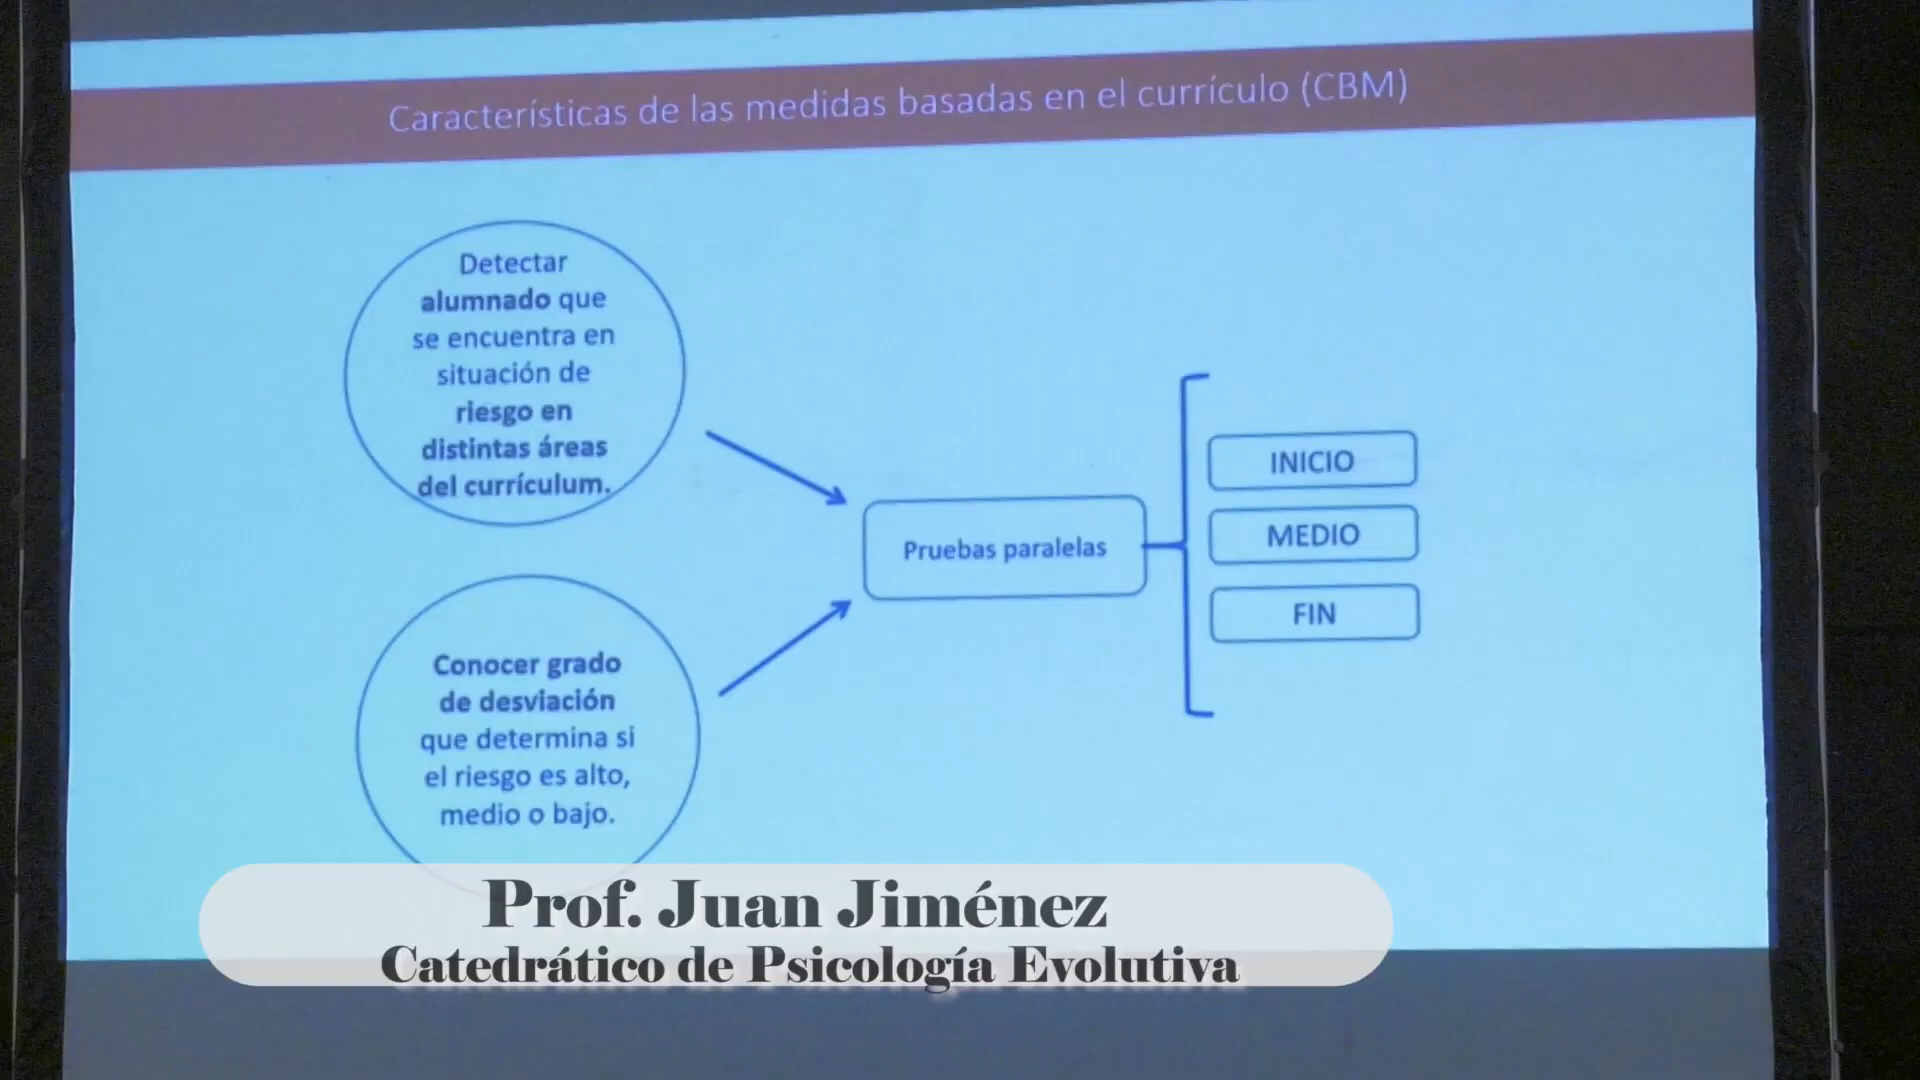 Características de las medidas basadas en el currículo (CBM)
Detectar
alumnado que
se encuentra en
situación de
riesgo en
distintas áreas
del currículum.
Conocer grado
de desviación
que determina si
el riesgo es alto,
medio o bajo.
Pruebas paralelas
INICIO
MEDIO
FIN
Prof. Juan Jiménez
Catedrático de Psicología Evolutiva